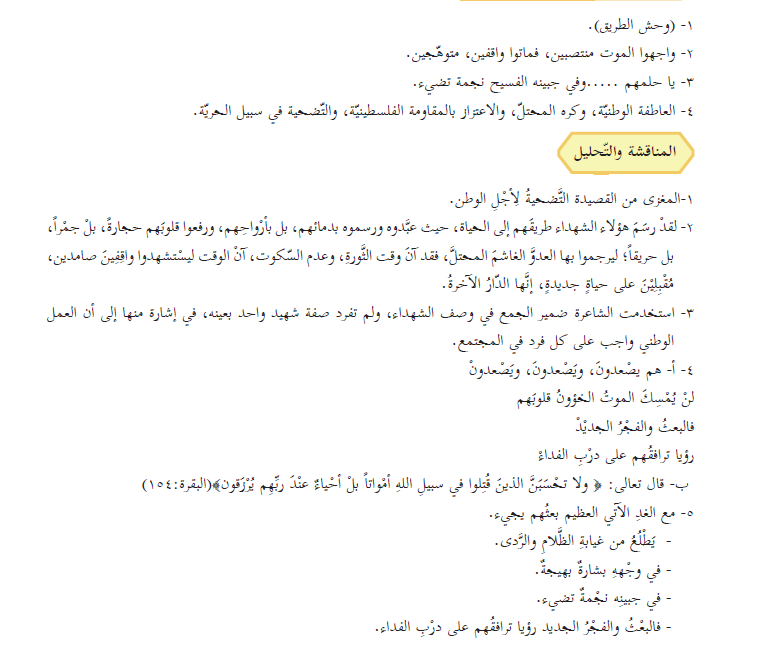 ١- (وحش الطريق).
٢- واجهوا الموت منتصبين، فماتوا واقفين، متوهّجين.
٣- يا حلمهم .....وفي جبينه الفسيح نجمة تضيء.
٤- العاطفة الوطنيّة، وكره المحتلّ، والاعتزاز بالمقاومة الفلسطينيّة، والتّضحية في سبيل الحريّة.
المناقشة والتّحليل
١-المغزى من القصيدة التَّضحيةُ لِأجْلِ الوطن.
٢- لقدْ رسَمَ هؤلاء الشهداء طريقَهم إلى الحياة، حيث عبَّدوه ورسموه بدمائهم، بل بأرْواحِهم، ورفعوا قلوبَهم حجارةً، بلْ جمْراً،
بل حريقاً؛ ليرجموا بها العدوَّ الغاشمَ المحتلَّ، فقد آنَ وقت الثَّورةِ، وعدم السّكوت، آنْ الوقت ليسْتشهدوا واقِفِينَ صامدين،
مُقْبِلِيْنَ على حياةٍ جديدةٍ، إنَّها الدّارُ الآخرةُ.
٣- استخدمت الشاعرة ضمير الجمع في وصف الشهداء، ولم تفرد صفة شهيد واحد بعينه، في إشارة منها إلى أن العمل
الوطني واجب على كل فرد في المجتمع.
٤- أ- هم يصْعدونَ، ويَصْعدونَ، ويَصْعدونْ
لنْ يُمْسِكَ الموتُ الخؤونُ قلوبَهم
فالبعثُ والفجْرُ الجديدْ
رؤيا ترافقُهم على درْبِ الفداءْ
ب- قال تعالى: ﴿ ولا تحْسَبَنَّ الذينَ قُتِلوا في سبيلِ اللهِ أمْواتاً بلْ أحْياءٌ عنْدَ ربِّهِم يُرْزَقون﴾(البقرة:١٥٤)
٥- مع الغدِ الآتي العظيم بعثُهم يجيء.
- يَطْلُعُ من غيابةِ الظَّلامِ والرَّدى.
- في وجْههِ بشارةٌ بهيجةٌ.
- في جبينِه نجْمةٌ تضيء.
- فالبعْثُ والفجْرُ الجديد رؤيا ترافقُهم على درْبِ الفداء.